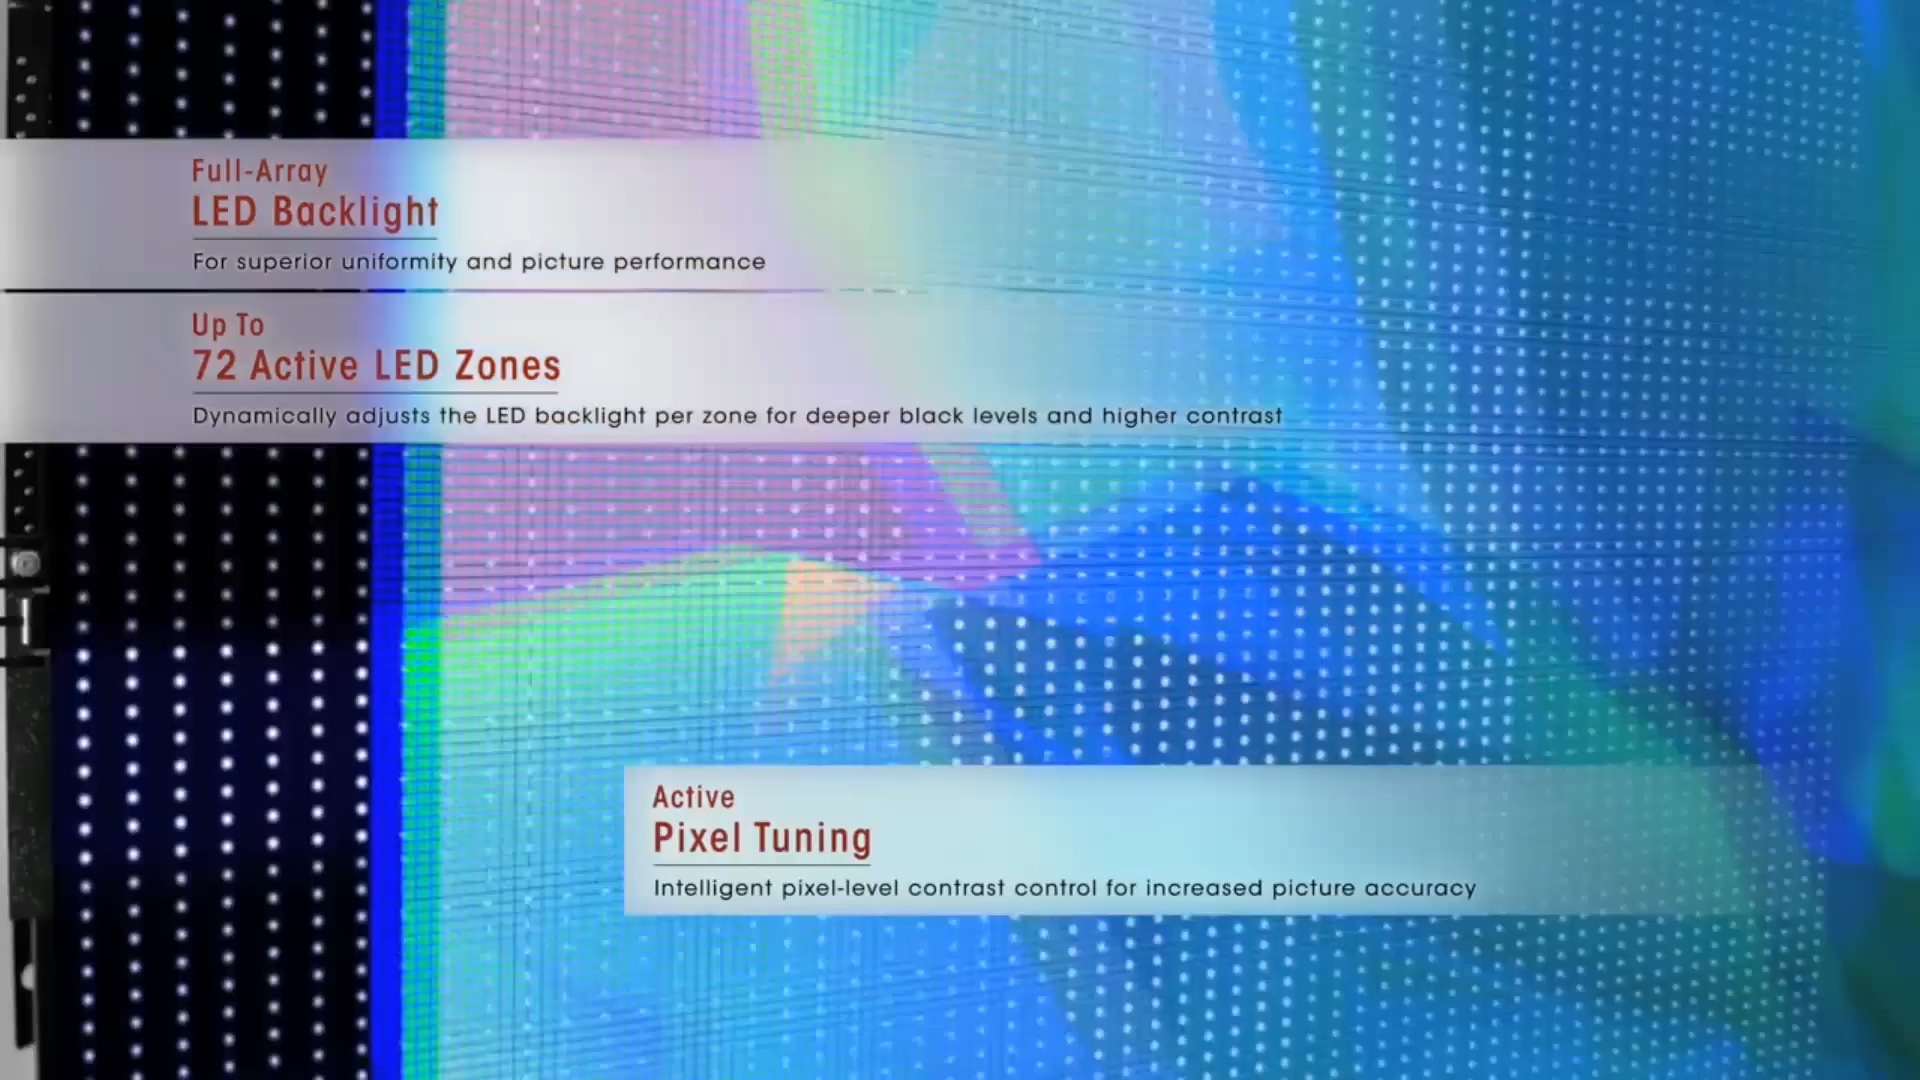 Full-Array
LED Backlight
For superior uniformity and picture performance
Up To
72 Active LED Zones
Dynamically adjusts the LED backlight per zone for deeper black levels and higher contrast
Active
Pixel Tuning
Intelligent pixel-level contrast control for increased picture accuracy